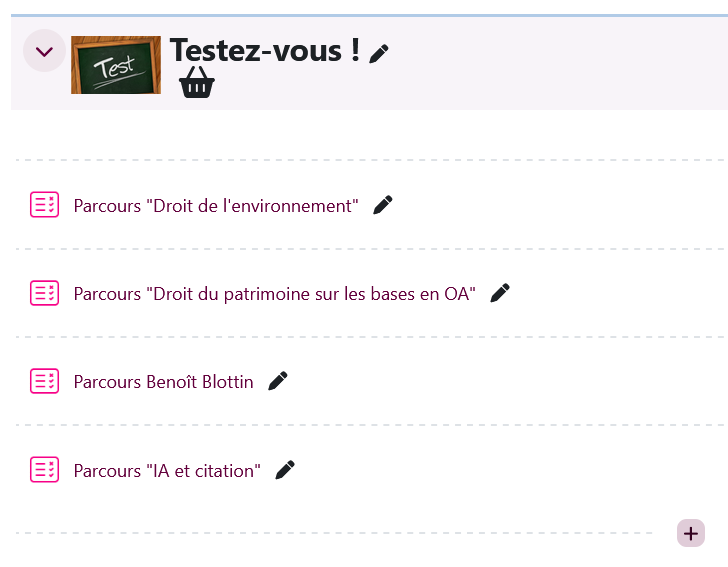 Test
Testez-vous !
Parcours "Droit de l'environnement"
Parcours "Droit du patrimoine sur les bases en OA"
Parcours Benoît Blottin
Parcours "IA et citation"